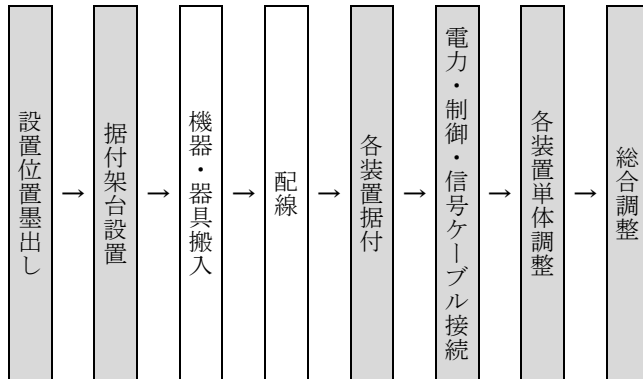 設置位置墨出し
→
据付架台設置
→
機器・器具搬入
→
配線
→
各装置据付
→
電力・制御・信号ケーブル接続
→
各装置単体調整
→
総合調整